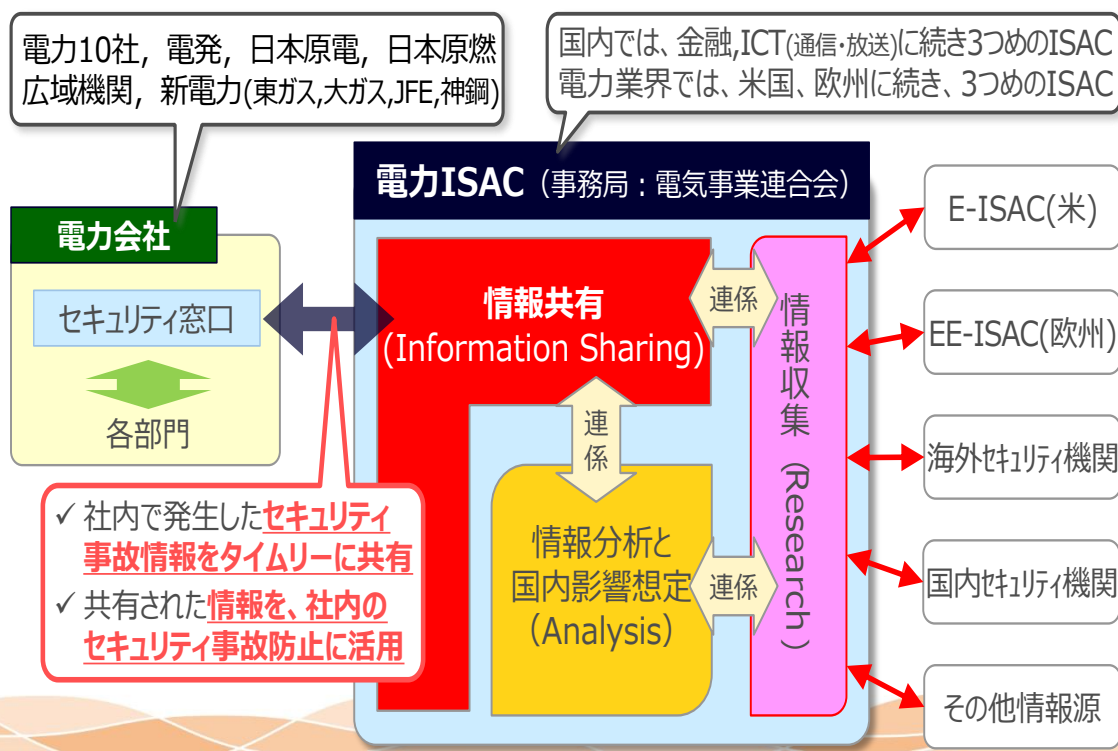 電力10社，電発，日本原電，日本原燃
広域機関，新電力(東ガス,大ガス,JFE,神鋼)
国内では、金融,ICT(通信･放送)に続き3つめのISAC
電力業界では、米国、欧州に続き、3つめのISAC
電力ISAC（事務局：電気事業連合会）
電力会社
セキュリティ窓口
各部門
情報共有
(Information Sharing)
連係
連
係
情報分析と
国内影響想定
(Analysis)
連係
情報収集（Research）
✓ 社内で発生したセキュリティ
事故情報をタイムリーに共有
✓ 共有された情報を、社内の
セキュリティ事故防止に活用
E-ISAC(米)
EE-ISAC(欧州)
海外セキュリティ機関
国内セキュリティ機関
その他情報源